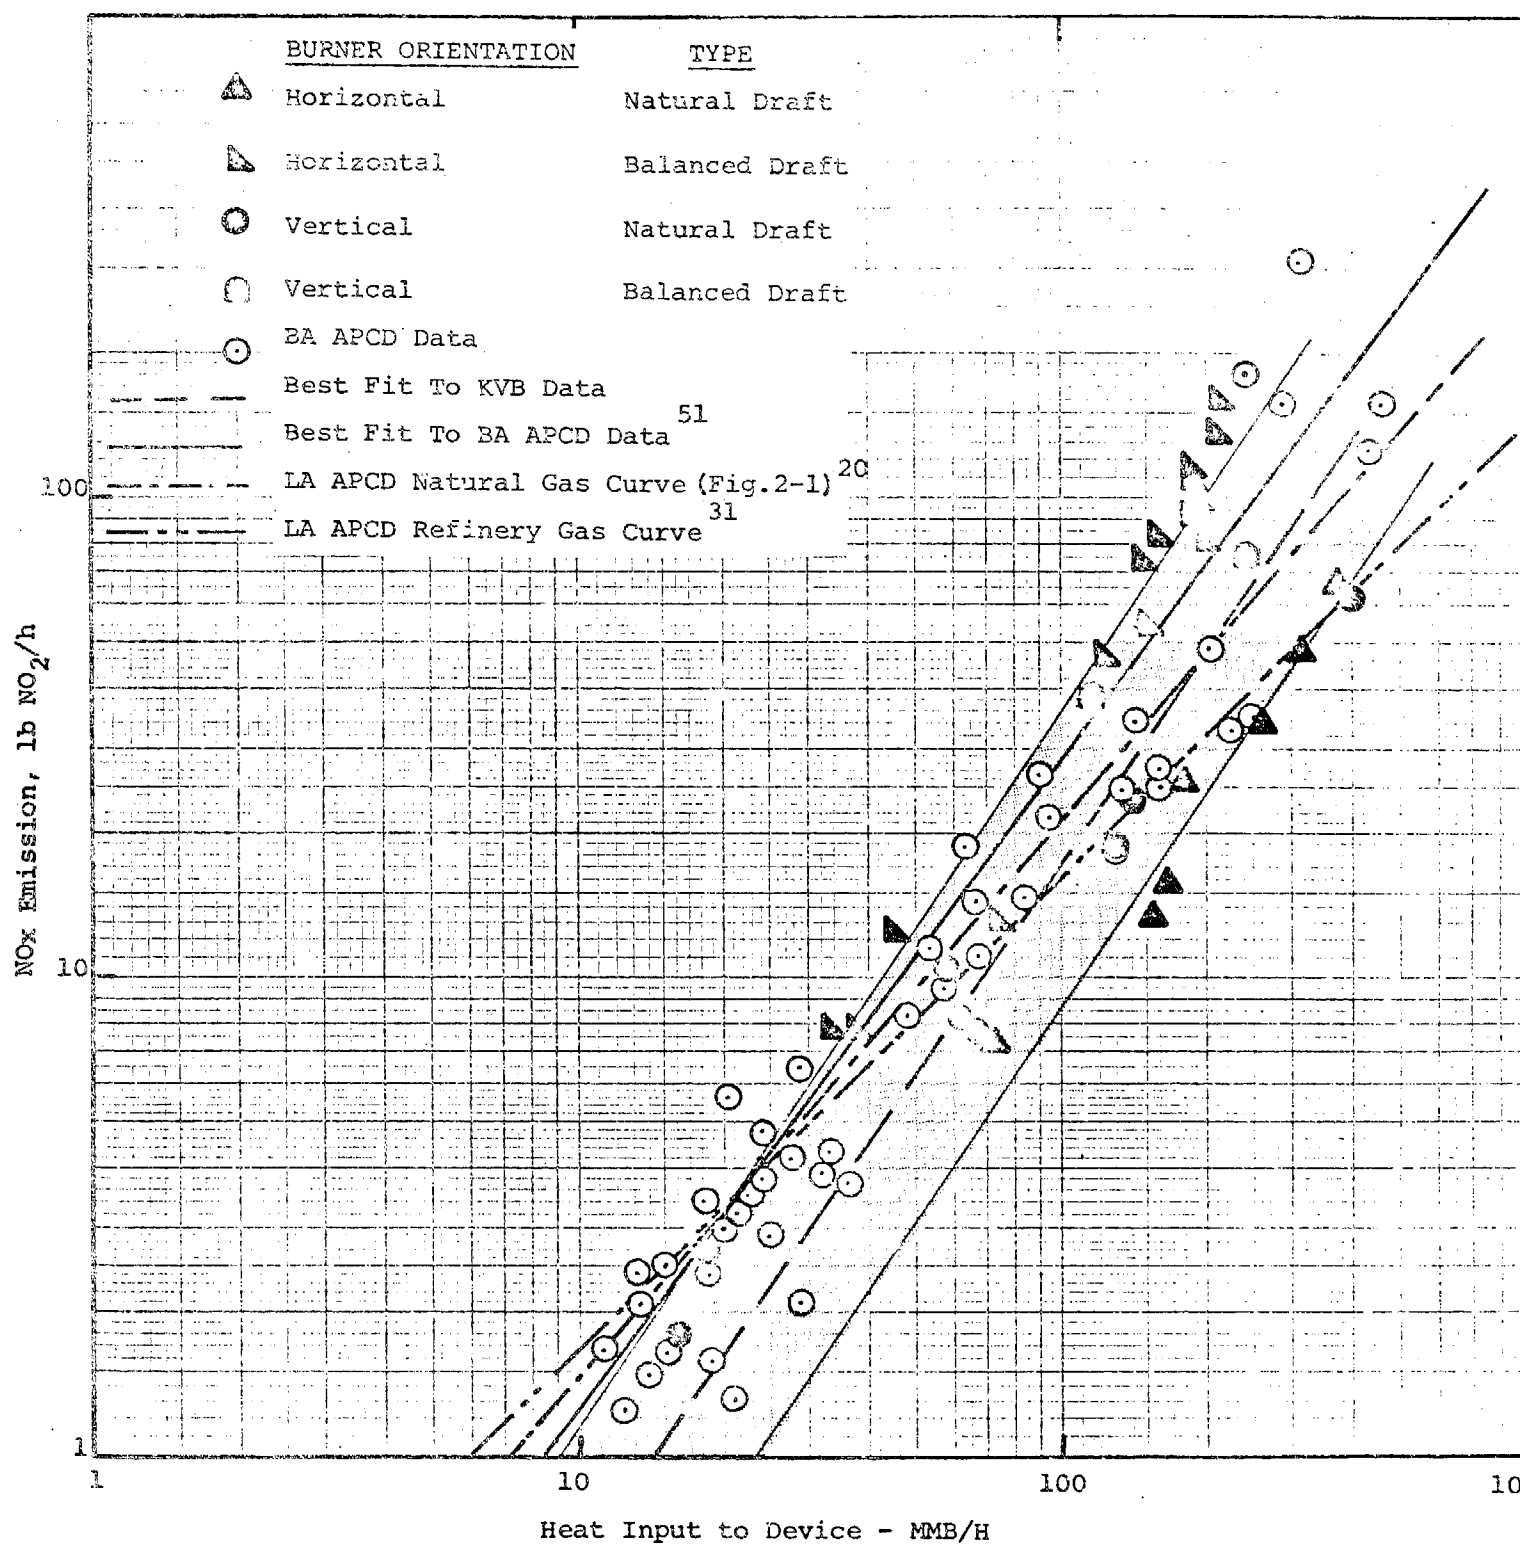 BURNER ORIENTATION TYPE
Horizontal Natural Draft
Horizontal Balanced Draft
Vertical Natural Draft
Vertical Balanced Draft
BA APCD Data
Best Fit To KVB Data
Best Fit To BA APCD Data 51
LA APCD Natural Gas Curve (Fig.2-1) 20
LA APCD Refinery Gas Curve 31
100
10
1
NOx Emission, lb NO2/h
1 10 100 10
Heat Input to Device - MMB/H